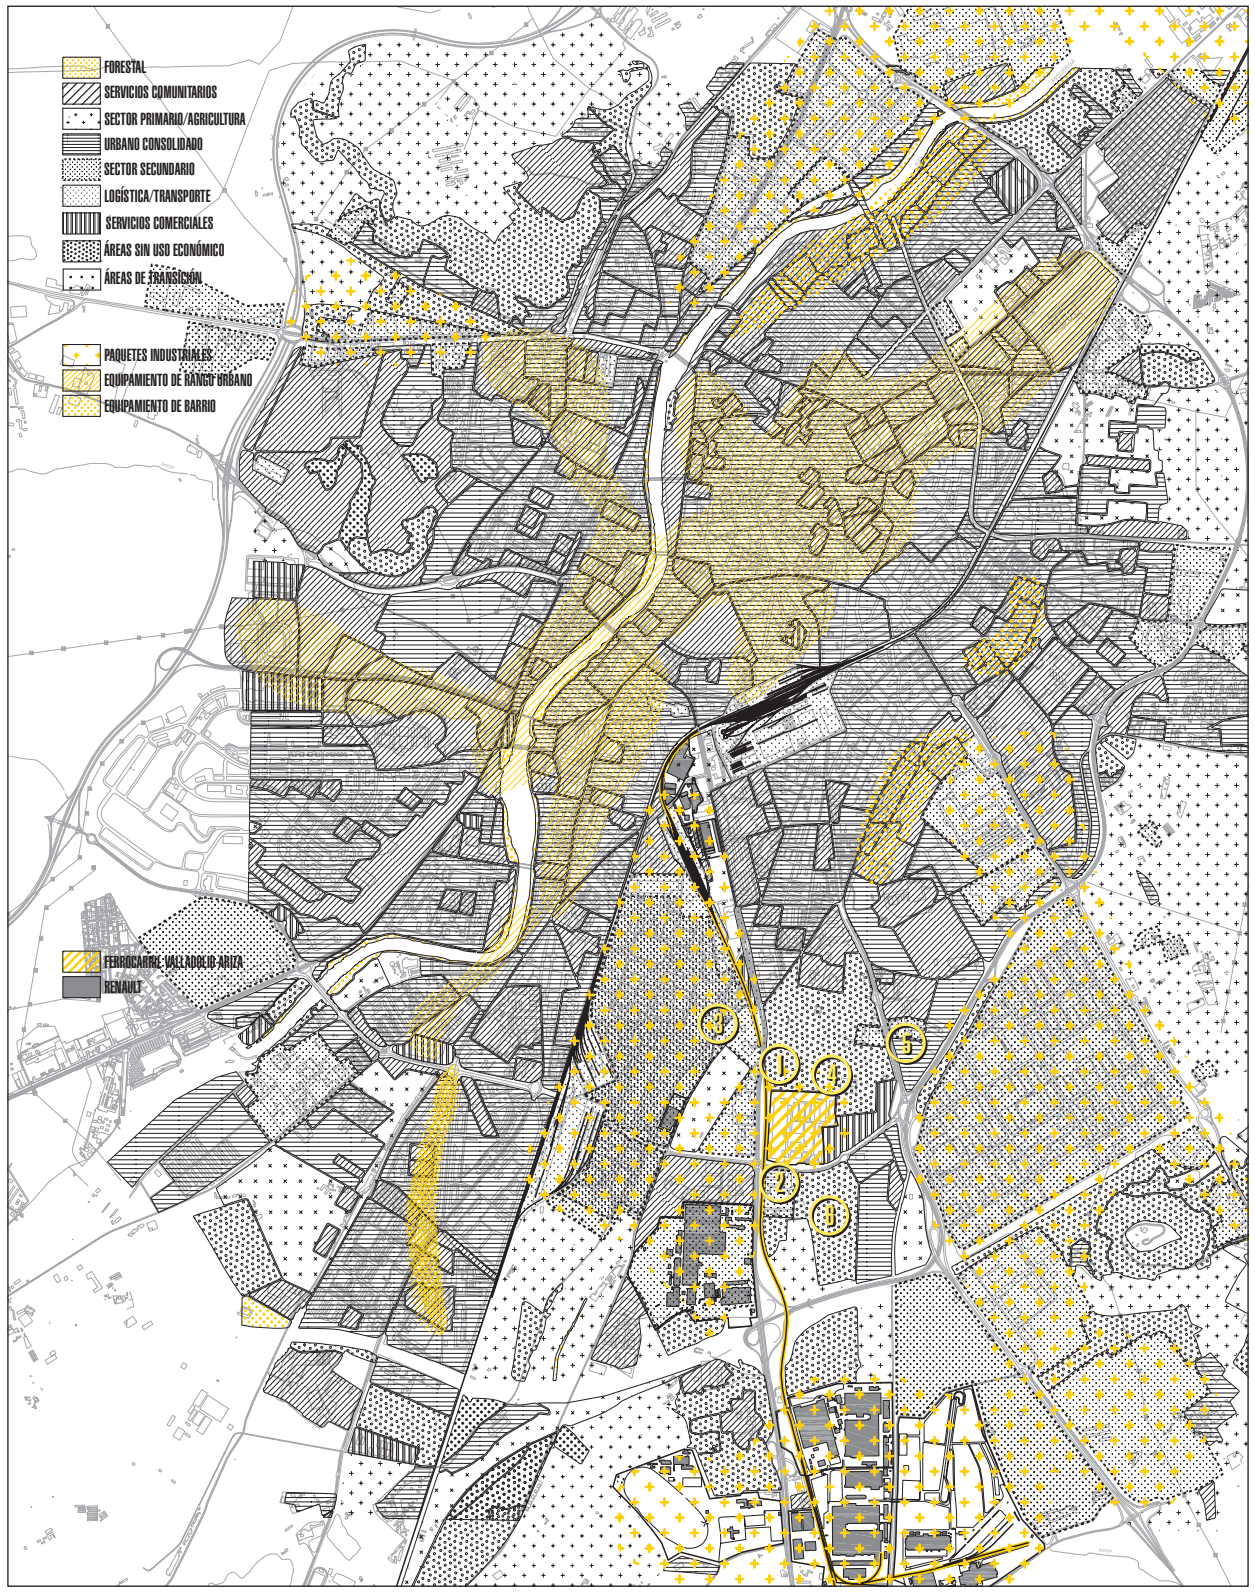 FORESTAL
SERVICIOS COMUNITARIOS
SECTOR PRIMARIO/AGRICULTURA
URBANO CONSOLIDADO
SECTOR SECUNDARIO
LOGÍSTICA/TRANSPORTE
SERVICIOS COMERCIALES
ÁREAS SIN USO ECONÓMICO
ÁREAS DE TRANSICIÓN
PAQUETES INDUSTRIALES
EQUIPAMIENTO DE RANGO URBANO
EQUIPAMIENTO DE BARRIO
FERROCARRIL VALLADOLID ARIZA
RENAULT
3
1
4
5
2
6